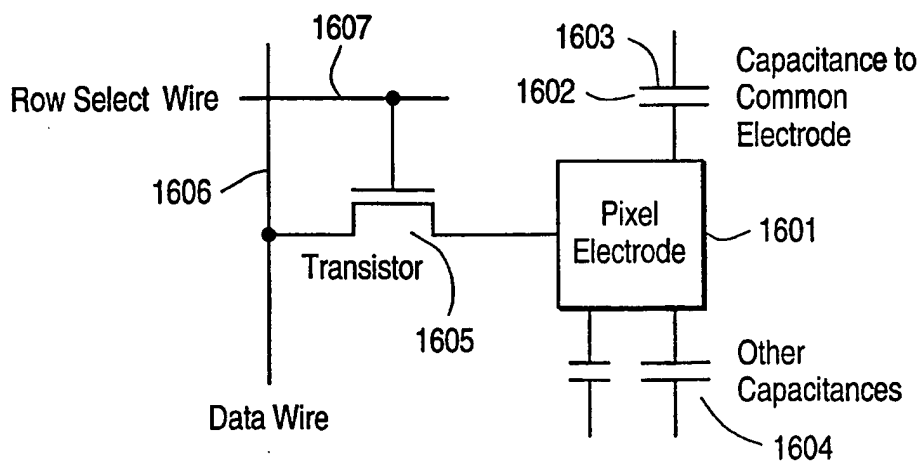 1607
1603
Capacitance to
Common
Electrode
1602
Row Select Wire
1606
Pixel
Electrode
1601
Transistor
1605
Other
Capacitances
Data Wire
1604